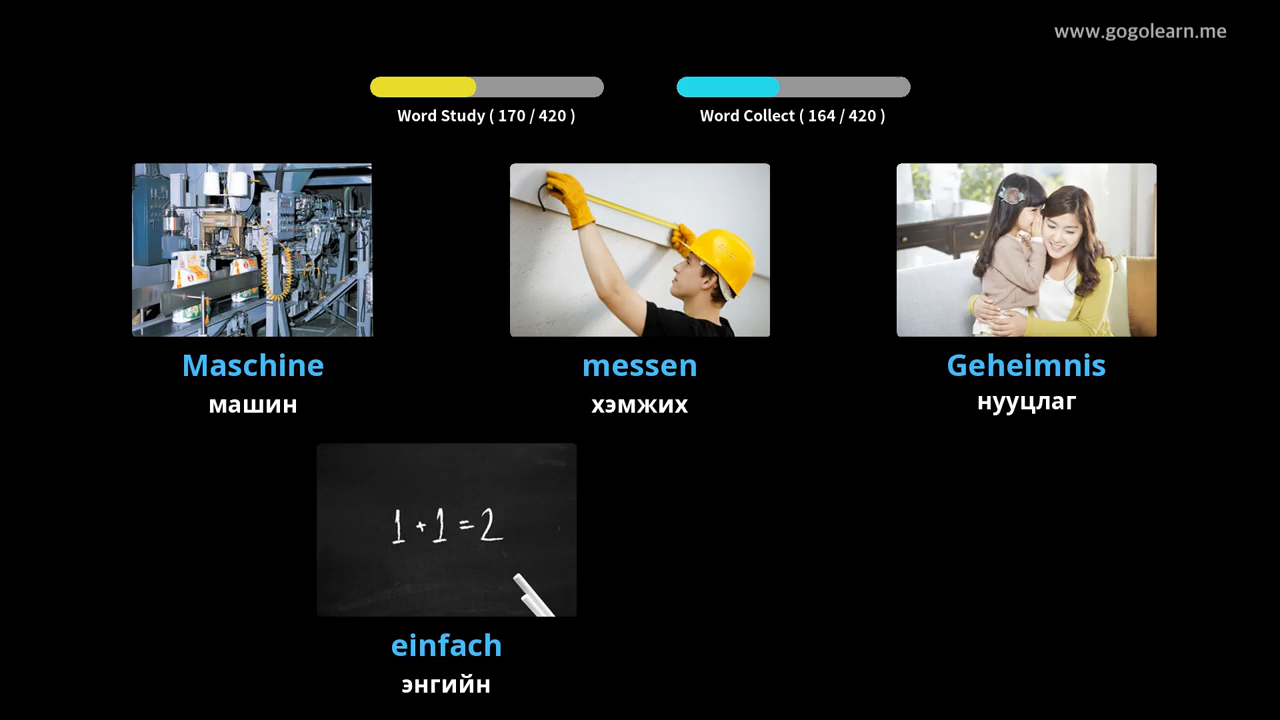 www.gogolearn.me
Word Study ( 170 / 420 )
Word Collect ( 164 / 420 )
Maschine
машин
messen
хэмжих
Geheimnis
нууцлаг
1 + 1 = 2
einfach
энгийн